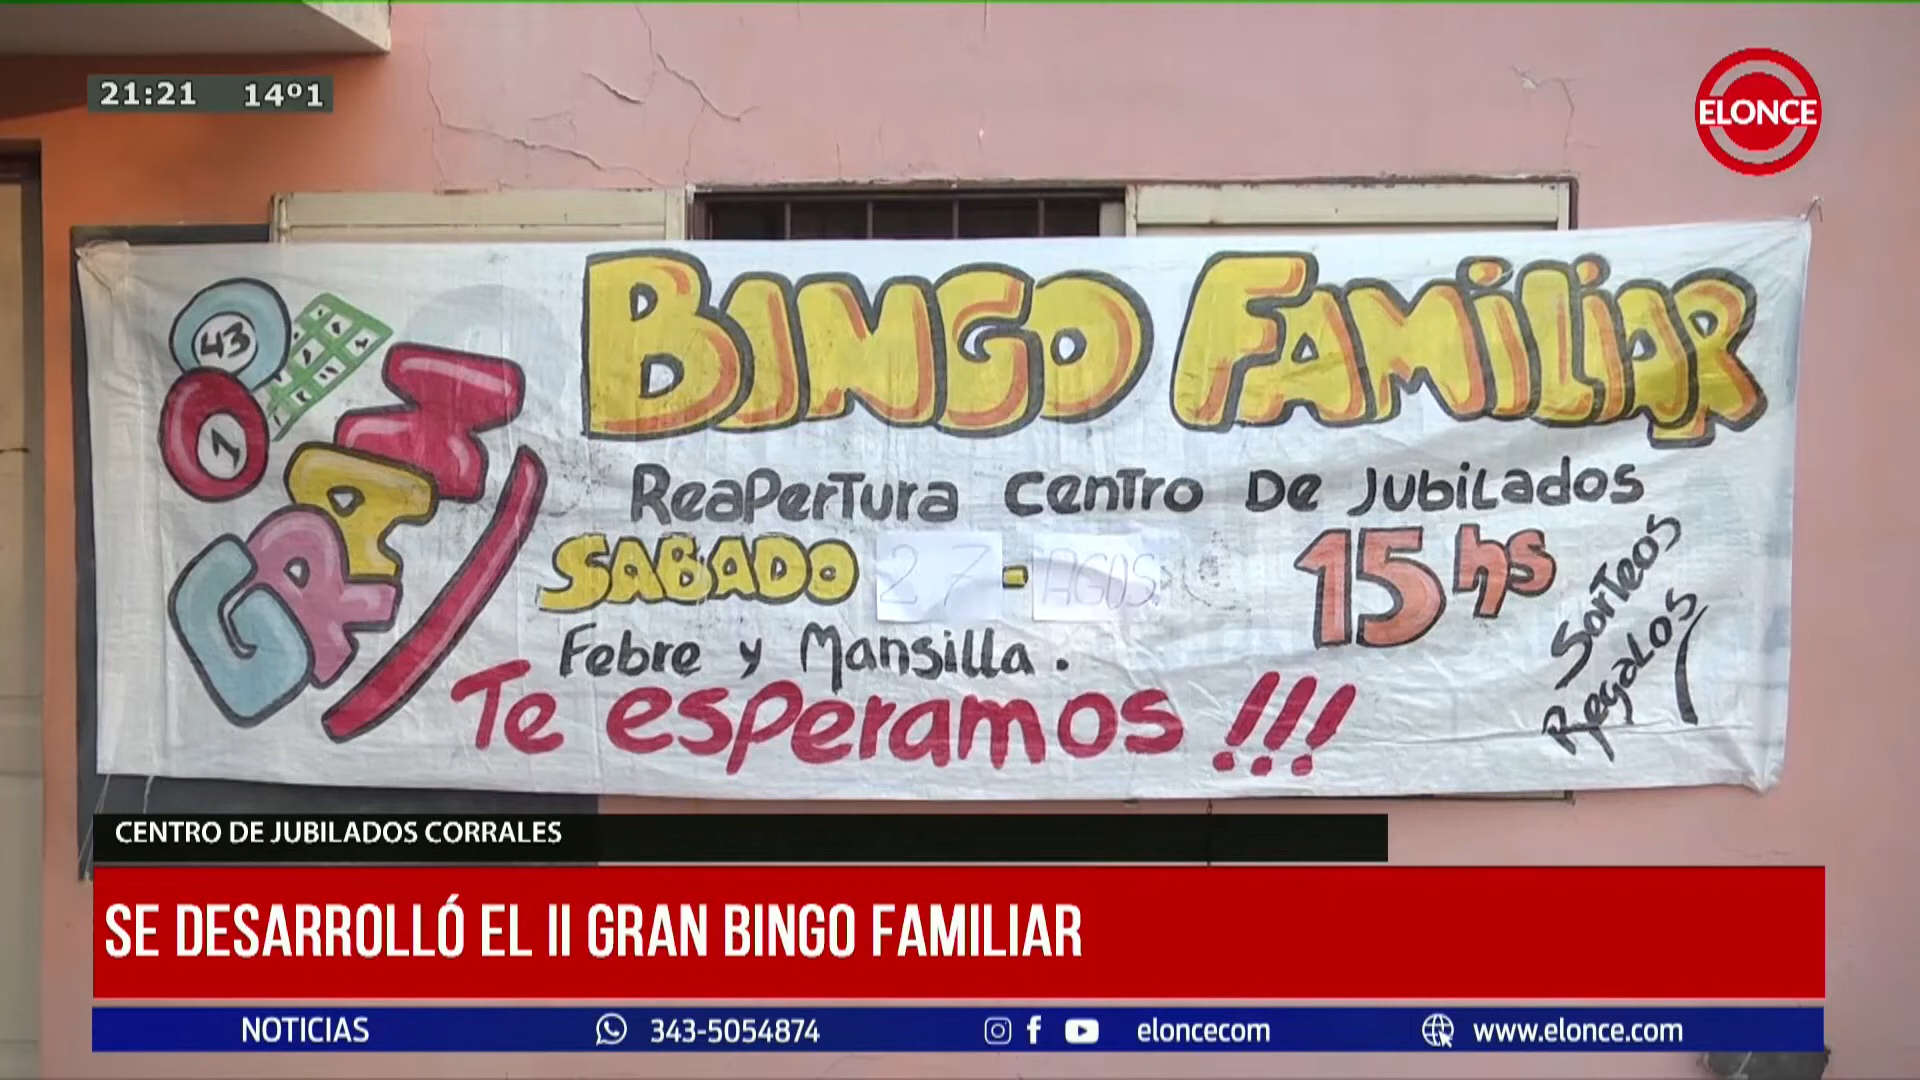 21:21 14º1
ELONCE
43
1
GRAN
BINGO FAMILIAR
ReaPerTura CenTro De JubiLados
SABADO 27 - AGOS.
15 hs
Febre y Mansilla.
Te esperamos !!!
SorTeos
RegaLos
CENTRO DE JUBILADOS CORRALES
SE DESARROLLÓ EL II GRAN BINGO FAMILIAR
NOTICIAS 343-5054874 eloncecom www.elonce.com